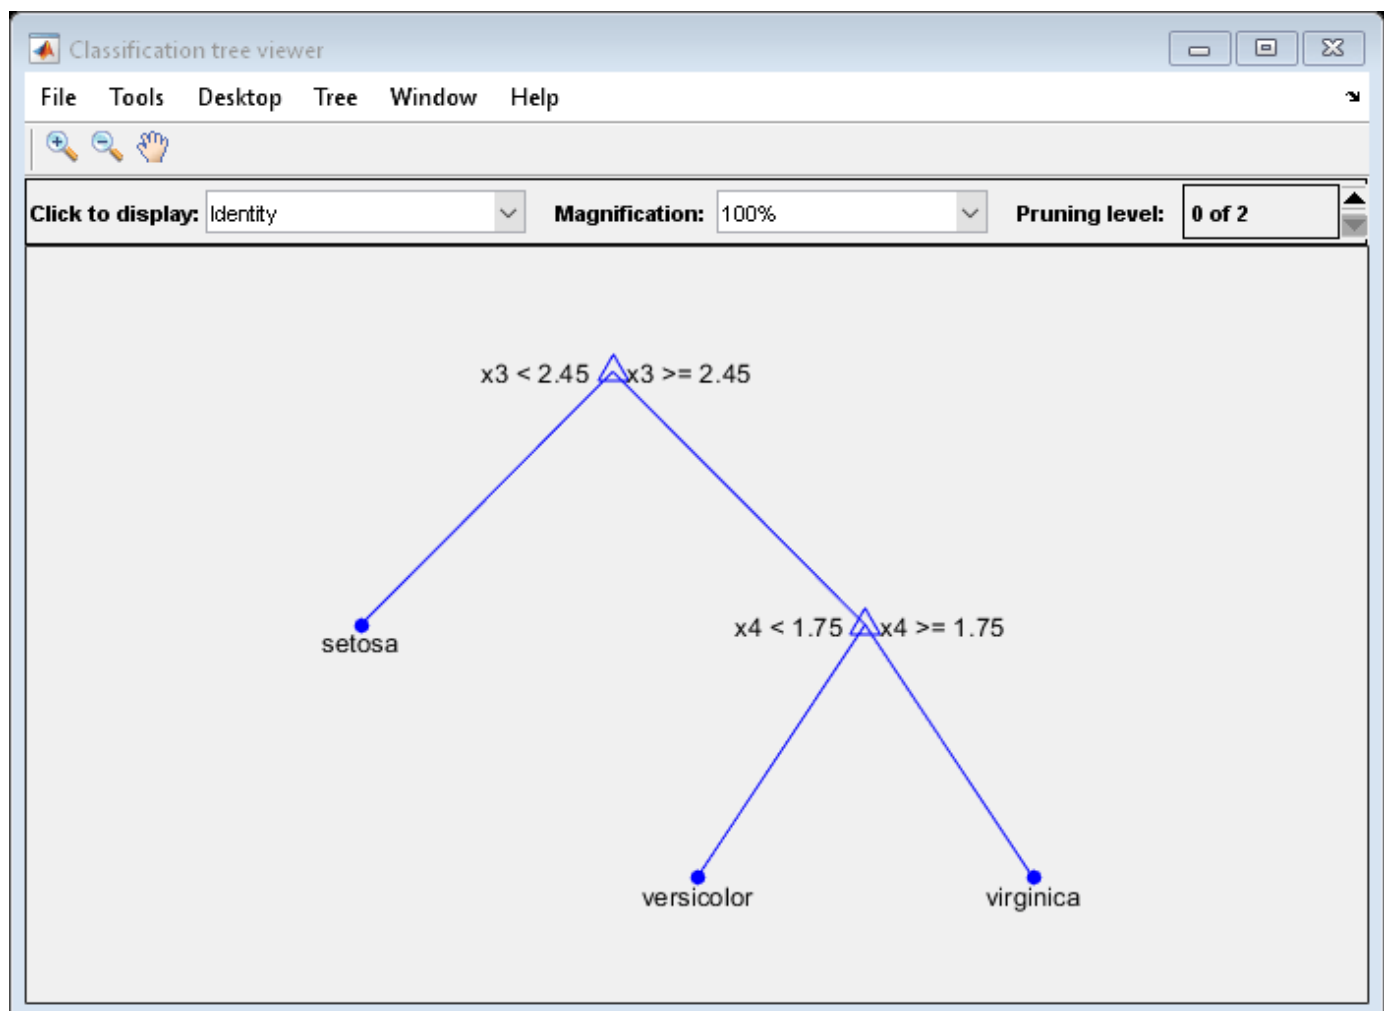 Classification tree viewer
File Tools Desktop Tree Window Help
Click to display: Identity Magnification: 100% Pruning level: 0 of 2
x3 < 2.45 x3 >= 2.45
setosa
x4 < 1.75 x4 >= 1.75
versicolor
virginica